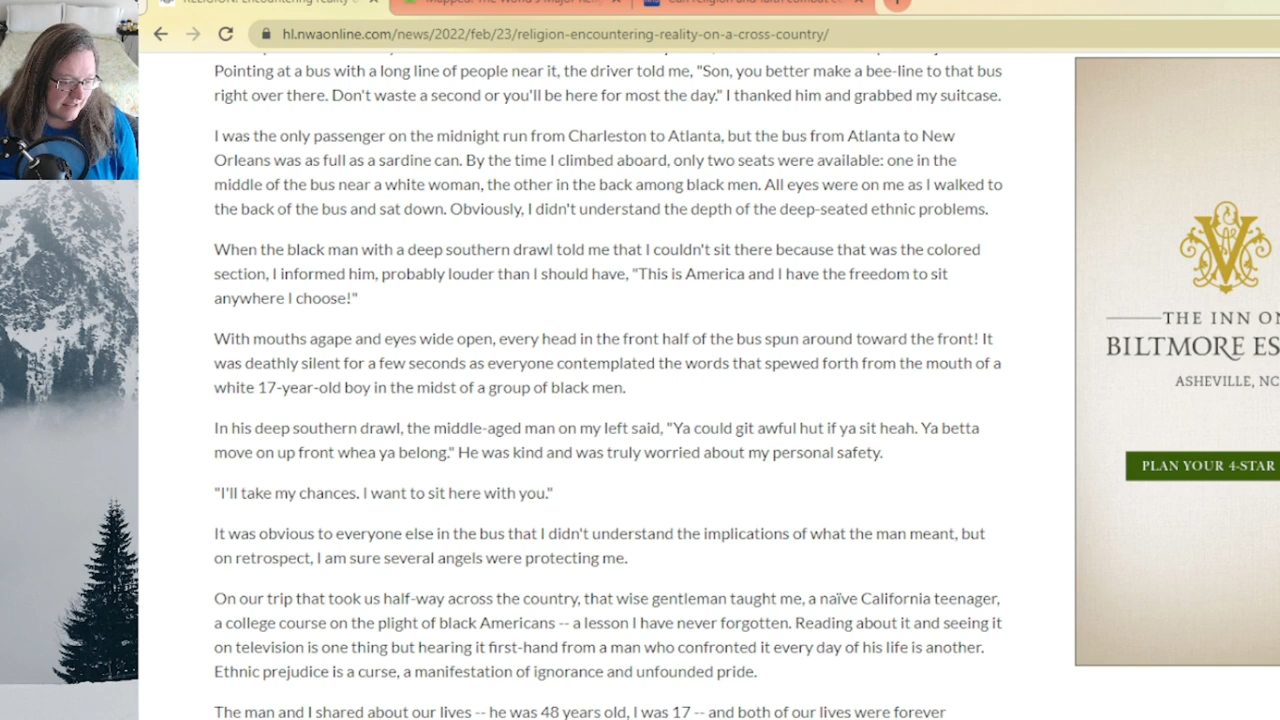 RELIGION: Encountering reality
Mapped: The World's Major
Can religion and faith combat
hl.nwaonline.com/news/2022/feb/23/religion-encountering-reality-on-a-cross-country/
Pointing at a bus with a long line of people near it, the driver told me, "Son, you better make a bee-line to that bus
right over there. Don't waste a second or you'll be here for most the day." I thanked him and grabbed my suitcase.
I was the only passenger on the midnight run from Charleston to Atlanta, but the bus from Atlanta to New
Orleans was as full as a sardine can. By the time I climbed aboard, only two seats were available: one in the
middle of the bus near a white woman, the other in the back among black men. All eyes were on me as I walked to
the back of the bus and sat down. Obviously, I didn't understand the depth of the deep-seated ethnic problems.
When the black man with a deep southern drawl told me that I couldn't sit there because that was the colored
section, I informed him, probably louder than I should have, "This is America and I have the freedom to sit
anywhere I choose!"
With mouths agape and eyes wide open, every head in the front half of the bus spun around toward the front! It
was deathly silent for a few seconds as everyone contemplated the words that spewed forth from the mouth of a
white 17-year-old boy in the midst of a group of black men.
In his deep southern drawl, the middle-aged man on my left said, "Ya could git awful hut if ya sit heah. Ya betta
move on up front whea ya belong." He was kind and was truly worried about my personal safety.
"I'll take my chances. I want to sit here with you."
It was obvious to everyone else in the bus that I didn't understand the implications of what the man meant, but
on retrospect, I am sure several angels were protecting me.
On our trip that took us half-way across the country, that wise gentleman taught me, a naïve California teenager,
a college course on the plight of black Americans -- a lesson I have never forgotten. Reading about it and seeing it
on television is one thing but hearing it first-hand from a man who confronted it every day of his life is another.
Ethnic prejudice is a curse, a manifestation of ignorance and unfounded pride.
The man and I shared about our lives -- he was 48 years old, I was 17 -- and both of our lives were forever
THE INN ON
BILTMORE ES
ASHEVILLE, NC
PLAN YOUR 4-STAR